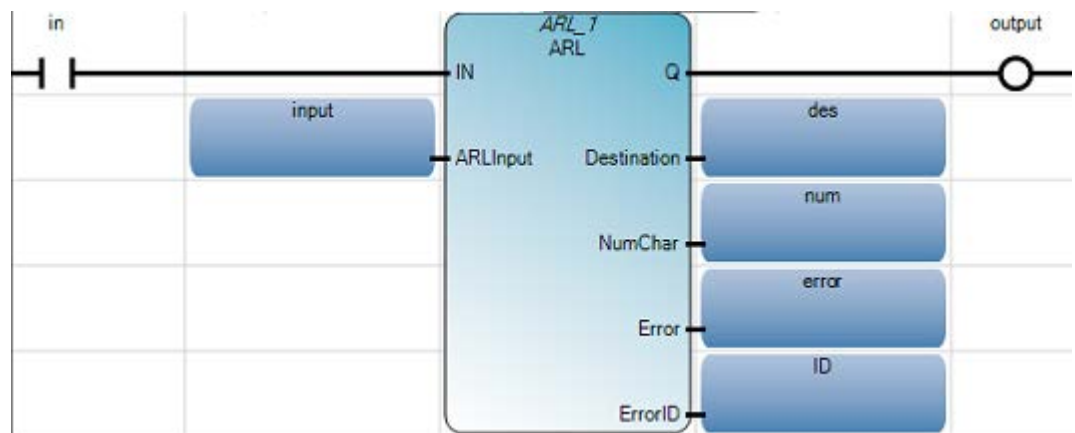 in
ARL_1
output
ARL
IN
Q
input
des
ARLInput
Destination
num
NumChar
error
Error
ID
ErrorID